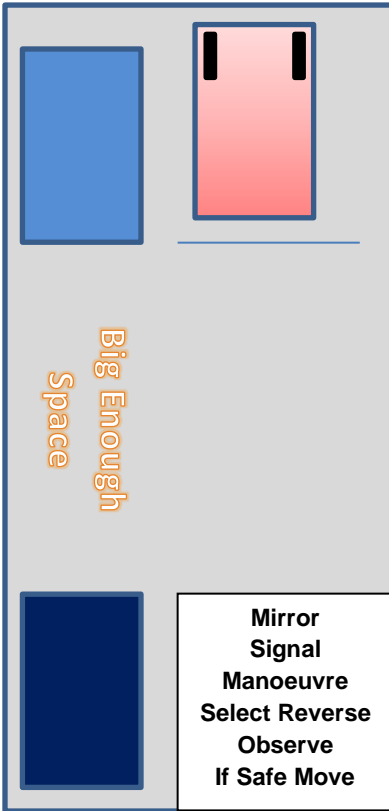 Big Enough
Space
Mirror
Signal
Manoeuvre
Select Reverse
Observe
If Safe Move